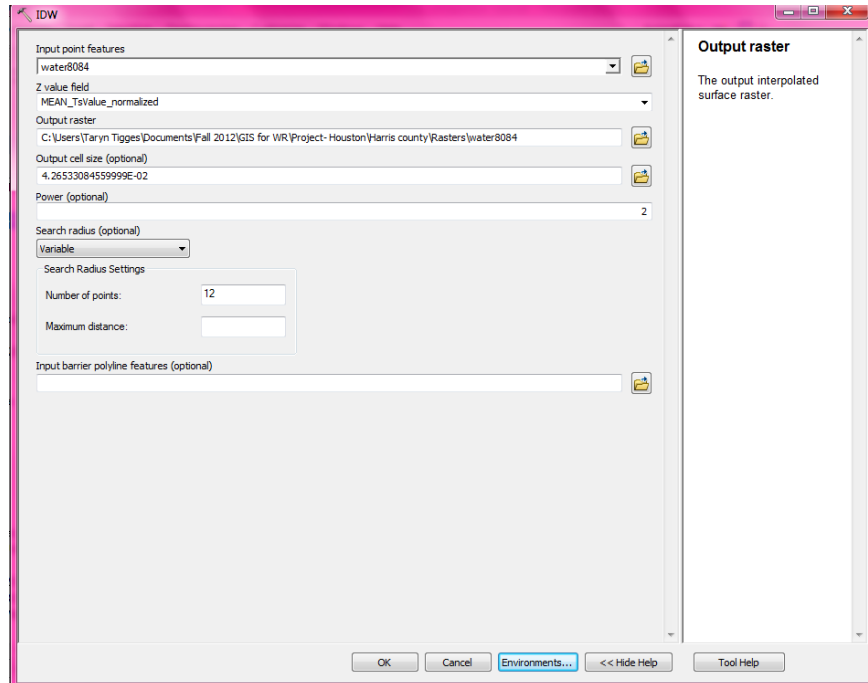 IDW
Input point features
water8084
Z value field
MEAN_TsValue_normalized
Output raster
C:\Users\Taryn Tigges\Documents\Fall 2012\GIS for WR\Project- Houston\Harris county\Rasters\water8084
Output cell size (optional)
4.26533084559999E-02
Power (optional)
2
Search radius (optional)
Variable
Search Radius Settings
Number of points:
12
Maximum distance:
Input barrier polyline features (optional)
OK
Cancel
Environments...
<< Hide Help
Output raster
The output interpolated
surface raster.
Tool Help